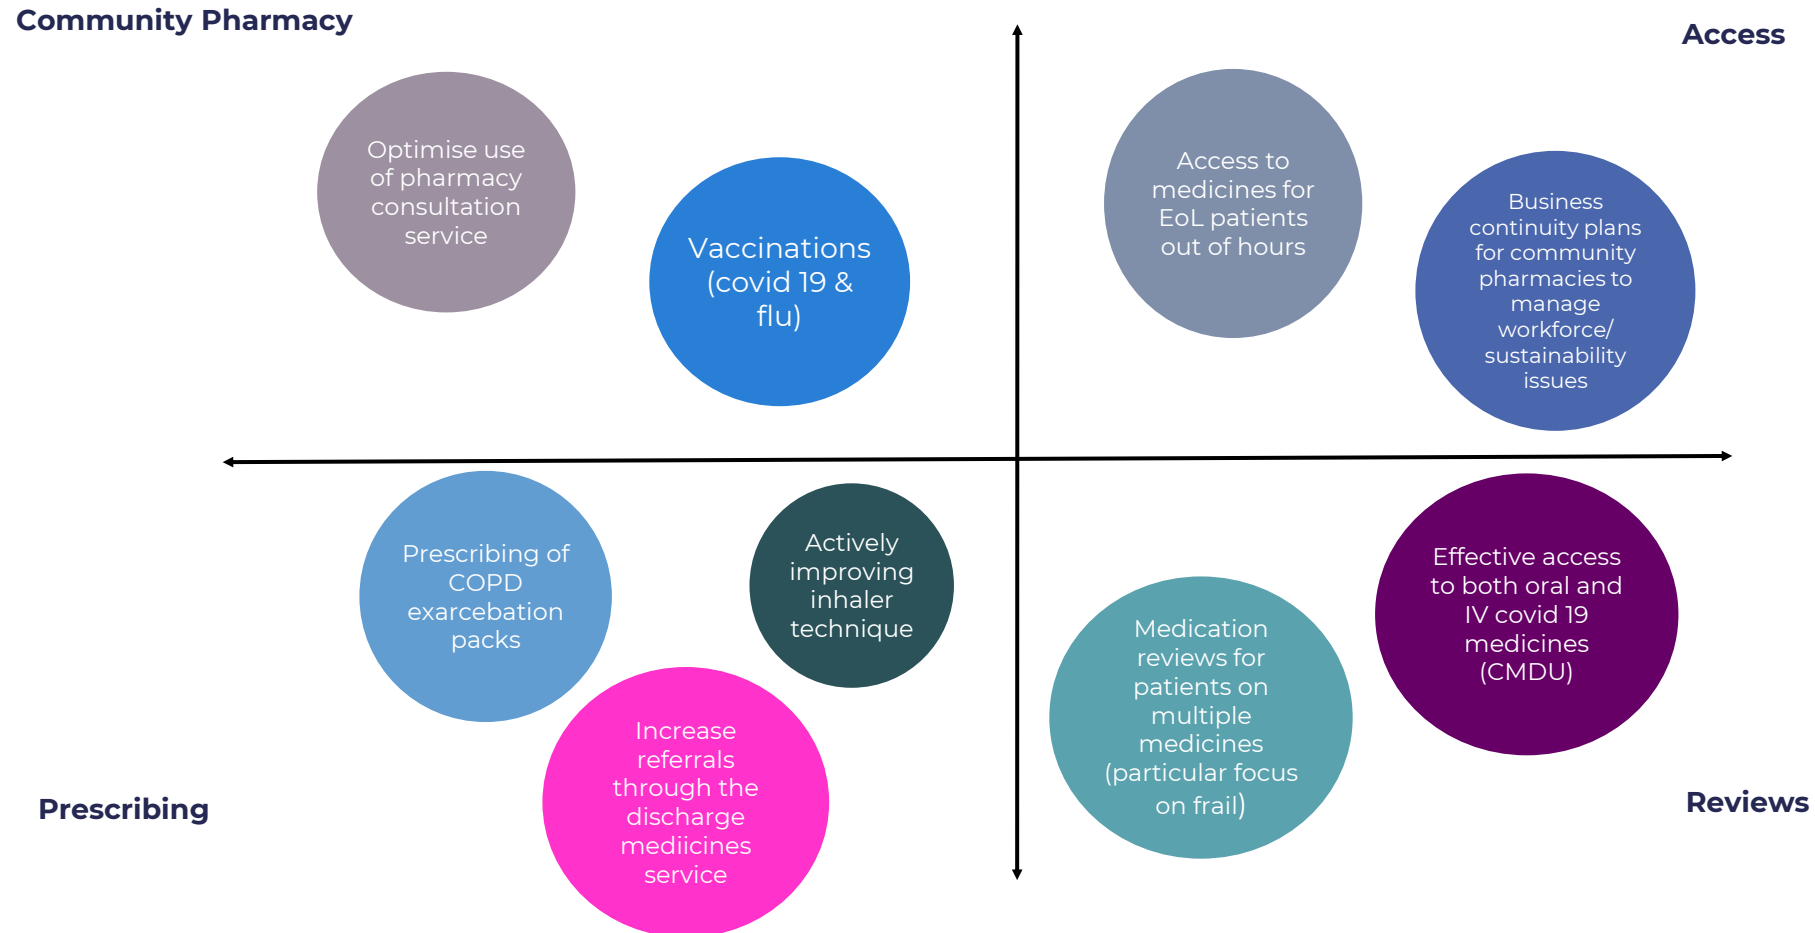 Community Pharmacy
Access
Optimise use
of pharmacy
consultation
service
Vaccinations
(covid 19 &
flu)
Access to
medicines for
EoL patients
out of hours
Business
continuity plans
for community
pharmacies to
manage
workforce/
sustainability
issues
Prescribing of
COPD
exarcebation
packs
Actively
improving
inhaler
technique
Increase
referrals
through the
discharge
mediicines
service
Medication
reviews for
patients on
multiple
medicines
(particular focus
on frail)
Effective access
to both oral and
IV covid 19
medicines
(CMDU)
Prescribing
Reviews